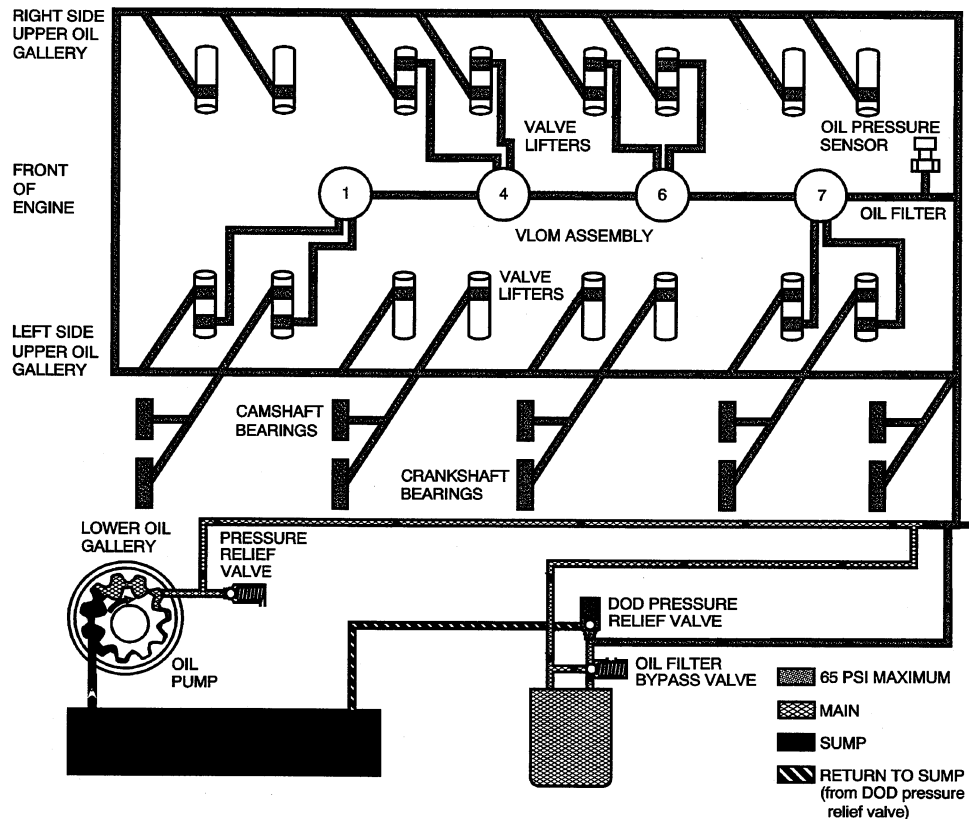 RIGHT SIDE
UPPER OIL
GALLERY
VALVE
LIFTERS
OIL PRESSURE
SENSOR
FRONT
OF
ENGINE
1
4
6
7
OIL FILTER
VLOM ASSEMBLY
VALVE
LIFTERS
LEFT SIDE
UPPER OIL
GALLERY
CAMSHAFT
BEARINGS
CRANKSHAFT
BEARINGS
LOWER OIL
GALLERY
PRESSURE
RELIEF
VALVE
DOD PRESSURE
RELIEF VALVE
OIL
PUMP
OIL FILTER
BYPASS VALVE
65 PSI MAXIMUM
MAIN
SUMP
RETURN TO SUMP
(from DOD pressure
relief valve)